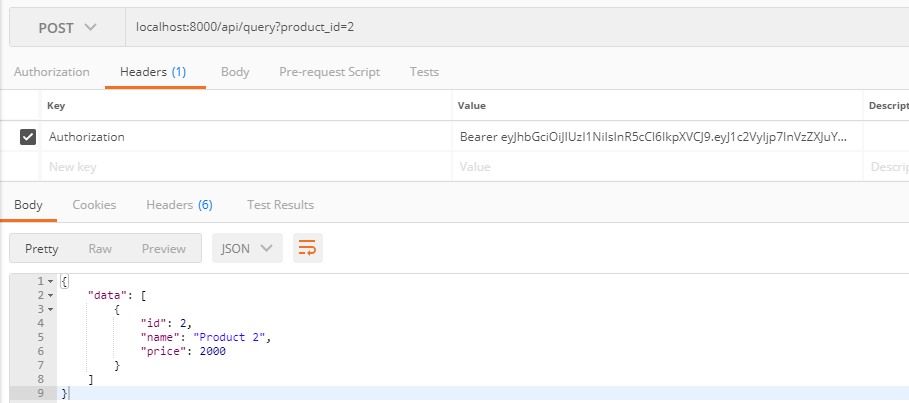 POST localhost:8000/api/query?product_id=2
Authorization Headers (1) Body Pre-request Script Tests
Key Value Descript
Authorization Bearer eyJhbGciOiJIUzI1NiIsInR5cCI6IkpXVCJ9.eyJ1c2VyIjp7InVzZXJuY...
New key Value Descrip
Body Cookies Headers (6) Test Results
Pretty Raw Preview JSON
1 {
2 "data": [
3 {
4 "id": 2,
5 "name": "Product 2",
6 "price": 2000
7 }
8 ]
9 }